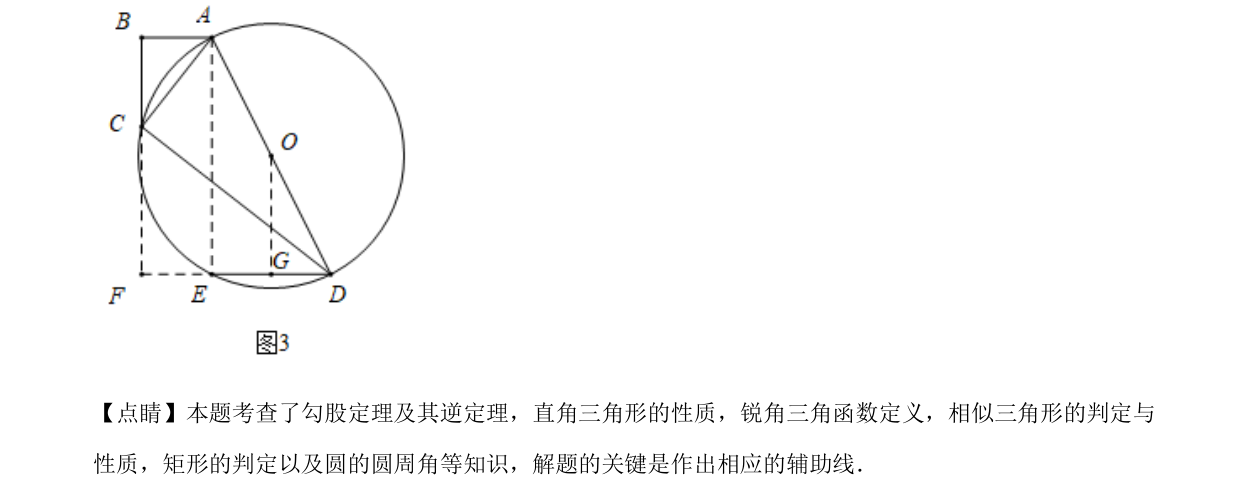 B A
C
O
G
F E D
图3
【点睛】本题考查了勾股定理及其逆定理，直角三角形的性质，锐角三角函数定义，相似三角形的判定与
性质，矩形的判定以及圆的圆周角等知识，解题的关键是作出相应的辅助线．